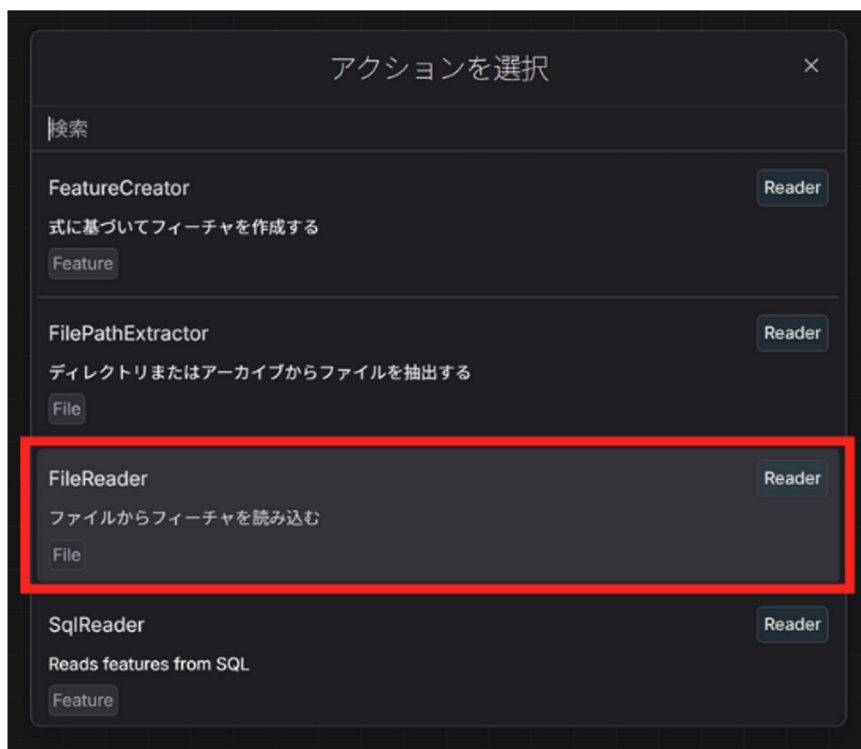 アクションを選択 ×
検索
FeatureCreator Reader
式に基づいてフィーチャを作成する
Feature
FilePathExtractor Reader
ディレクトリまたはアーカイブからファイルを抽出する
File
FileReader Reader
ファイルからフィーチャを読み込む
File
SqlReader Reader
Reads features from SQL
Feature